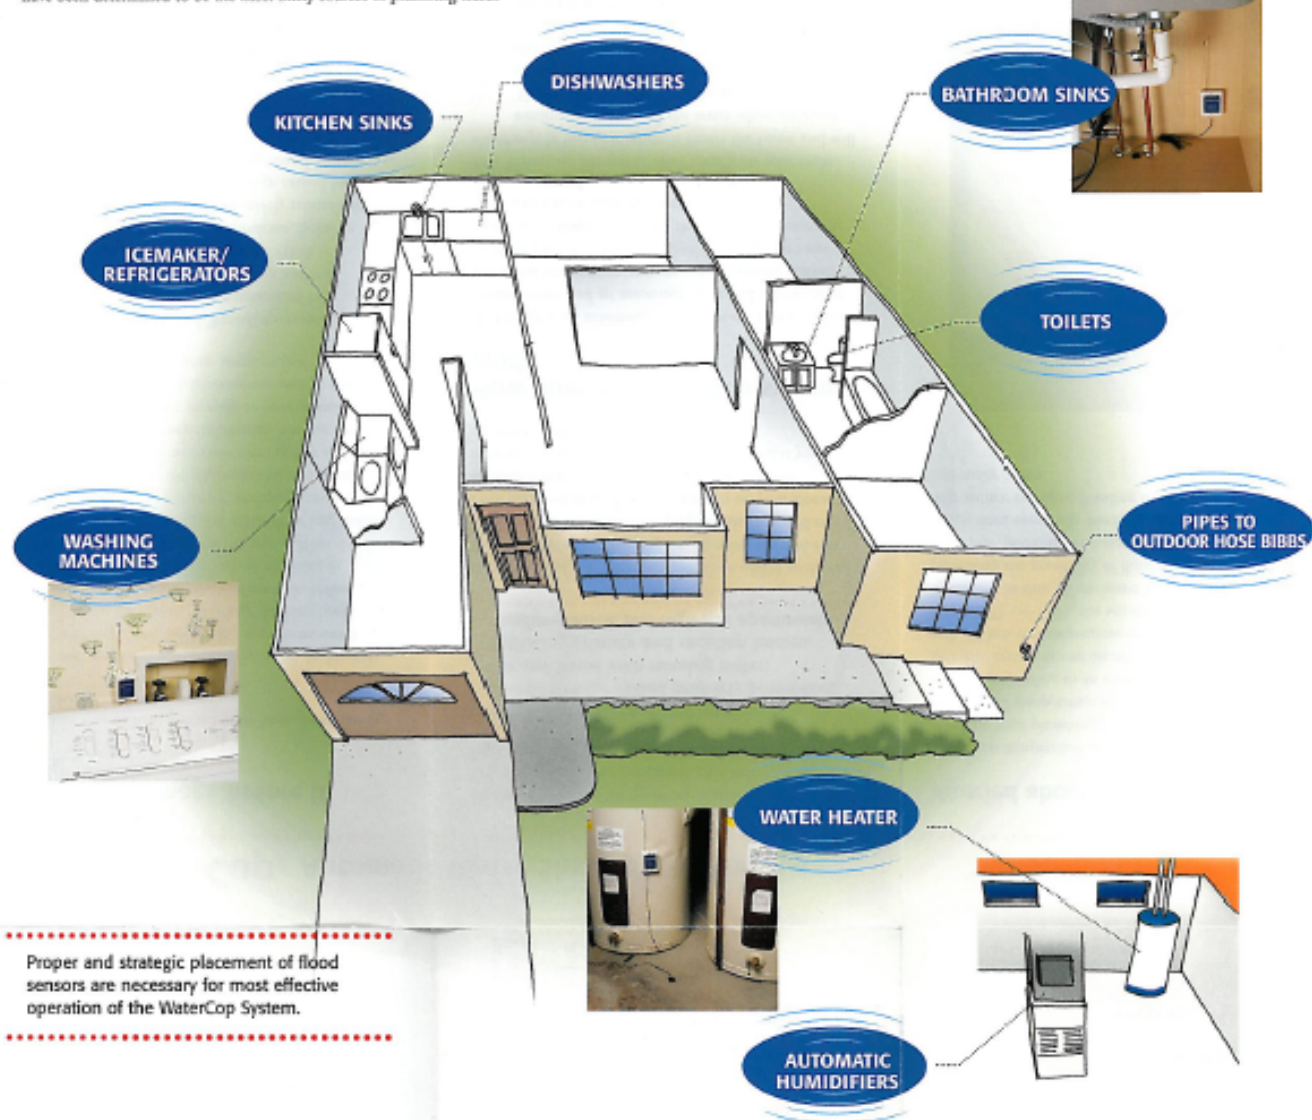 DISHWASHERS
KITCHEN SINKS
BATHROOM SINKS
ICEMAKER/
REFRIGERATORS
TOILETS
WASHING
MACHINES
PIPES TO
OUTDOOR HOSE BIBBS
WATER HEATER
Proper and strategic placement of flood
sensors are necessary for most effective
operation of the WaterCop System.
AUTOMATIC
HUMIDIFIERS